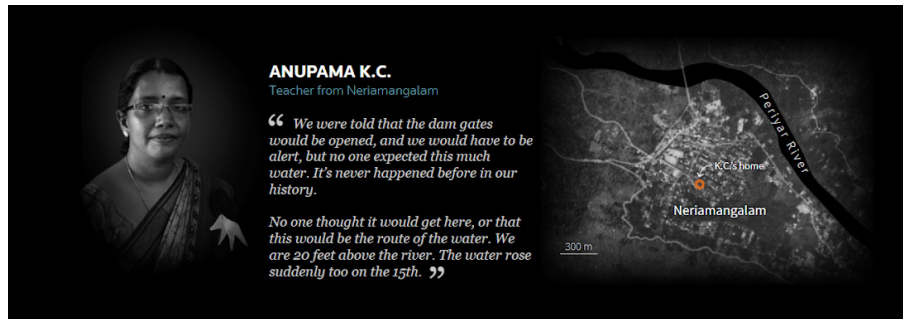 ANUPAMA K.C.
Teacher from Neriamangalam
“ We were told that the dam gates
would be opened, and we would have to be
alert, but no one expected this much
water. It’s never happened before in our
history.
No one thought it would get here, or that
this would be the route of the water. We
are 20 feet above the river. The water rose
suddenly too on the 15th. ”
Periyar River
K.C.’s home
Neriamangalam
300 m